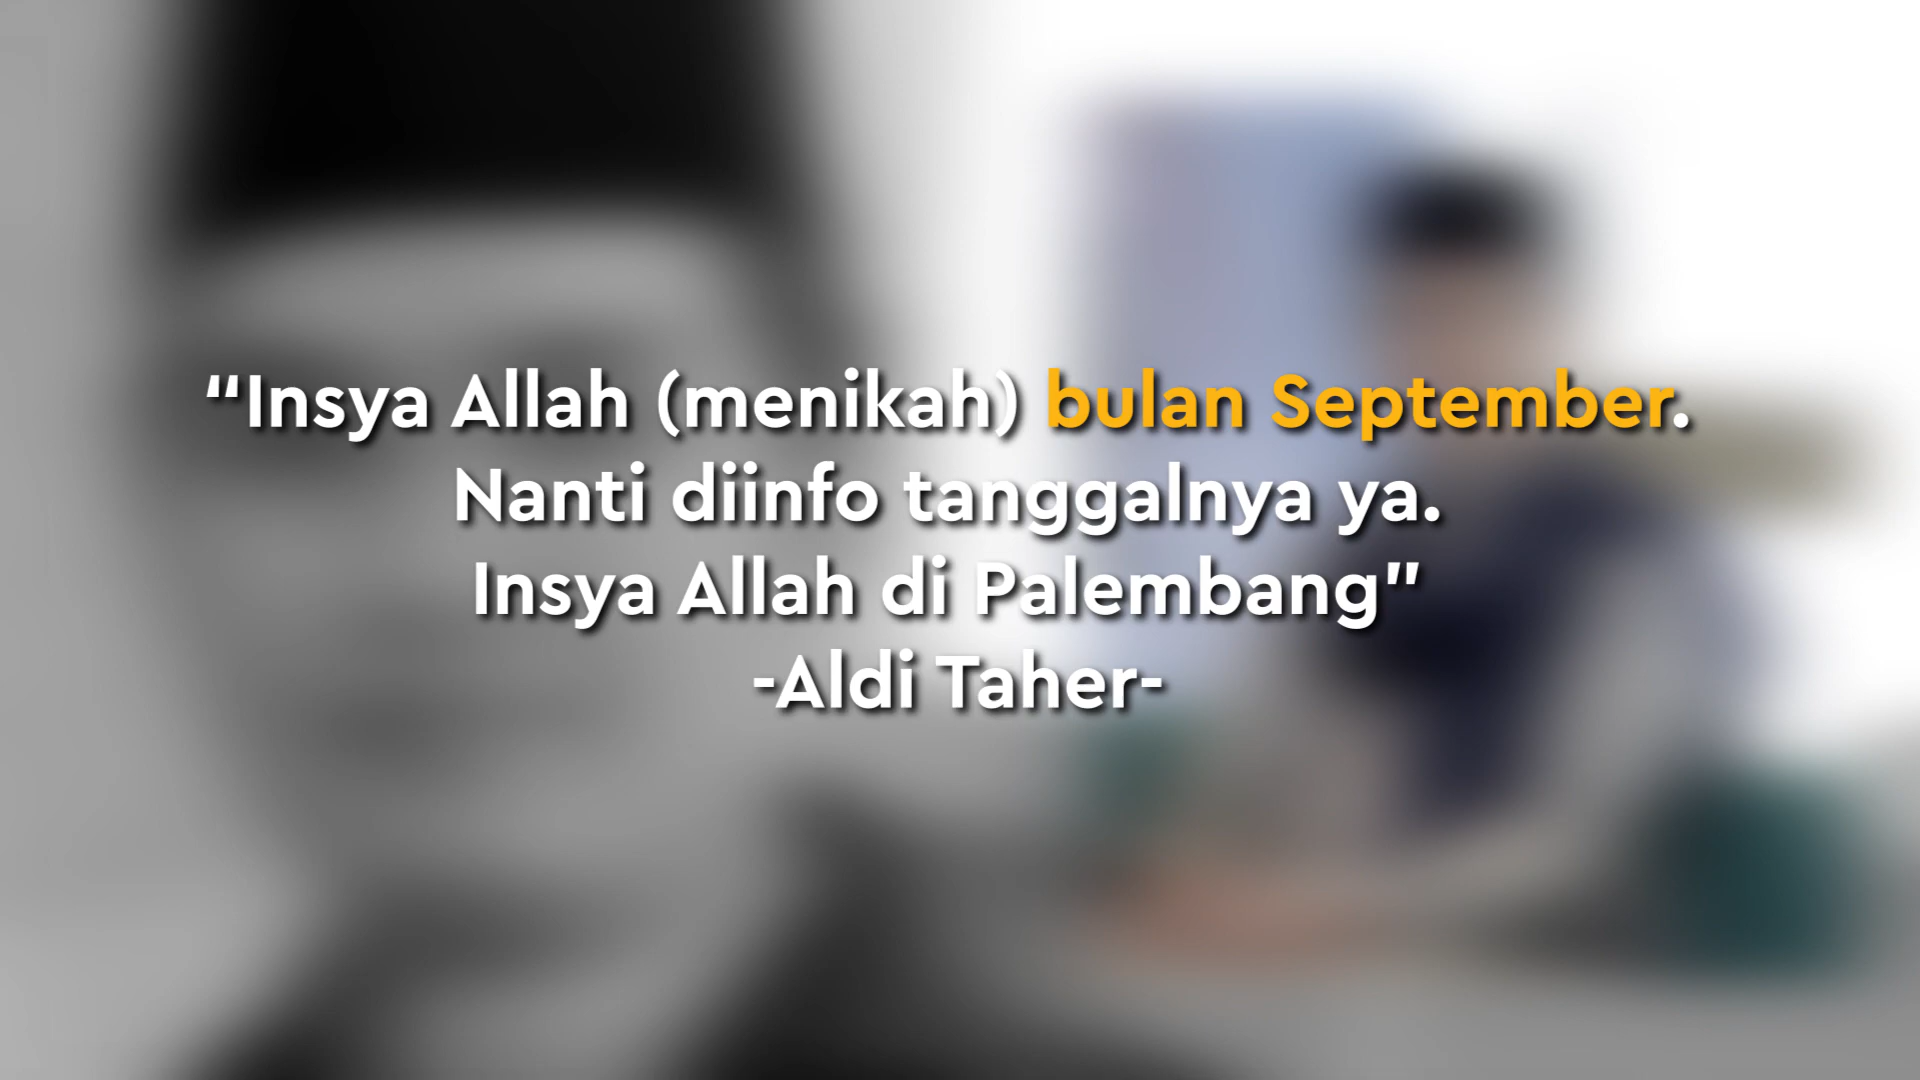 “Insya Allah (menikah) bulan September.
Nanti diinfo tanggalnya ya.
Insya Allah di Palembang”
-Aldi Taher-